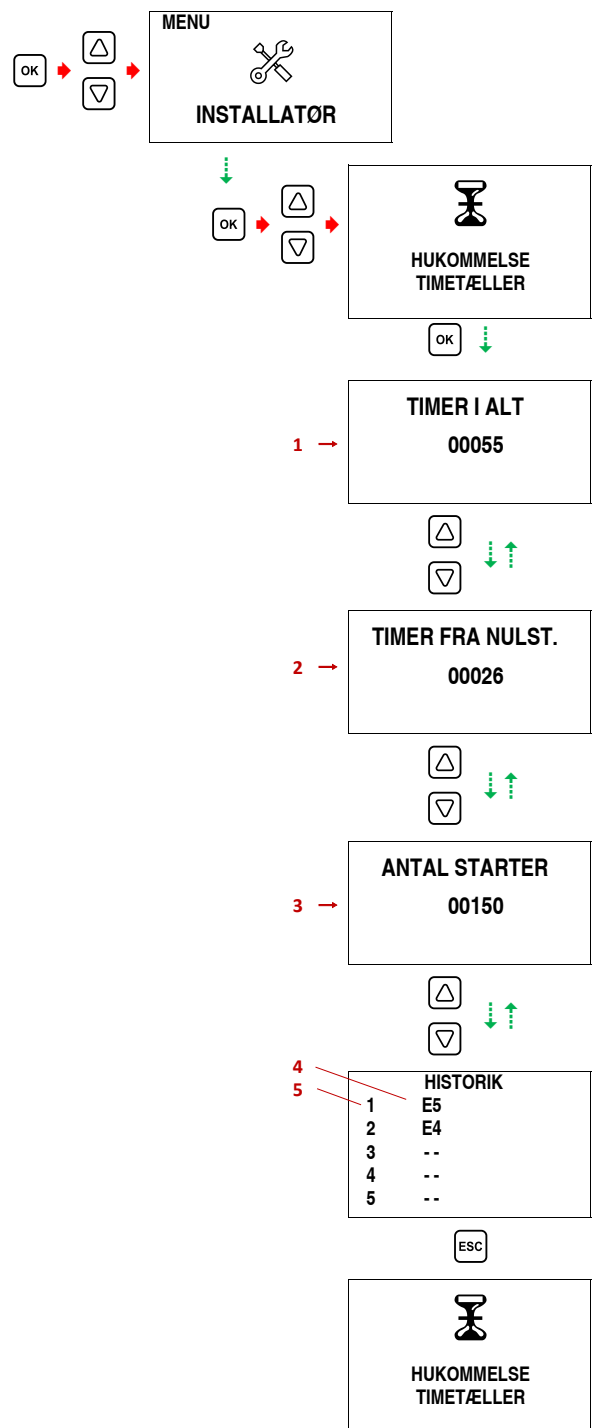 MENU
OK
INSTALLATØR
OK
HUKOMMELSE
TIMETÆLLER
OK
TIMER I ALT
1
00055
TIMER FRA NULST.
2
00026
ANTAL STARTER
3
00150
4
5
HISTORIK
1 E5
2 E4
3 - -
4 - -
5 - -
ESC
HUKOMMELSE
TIMETÆLLER